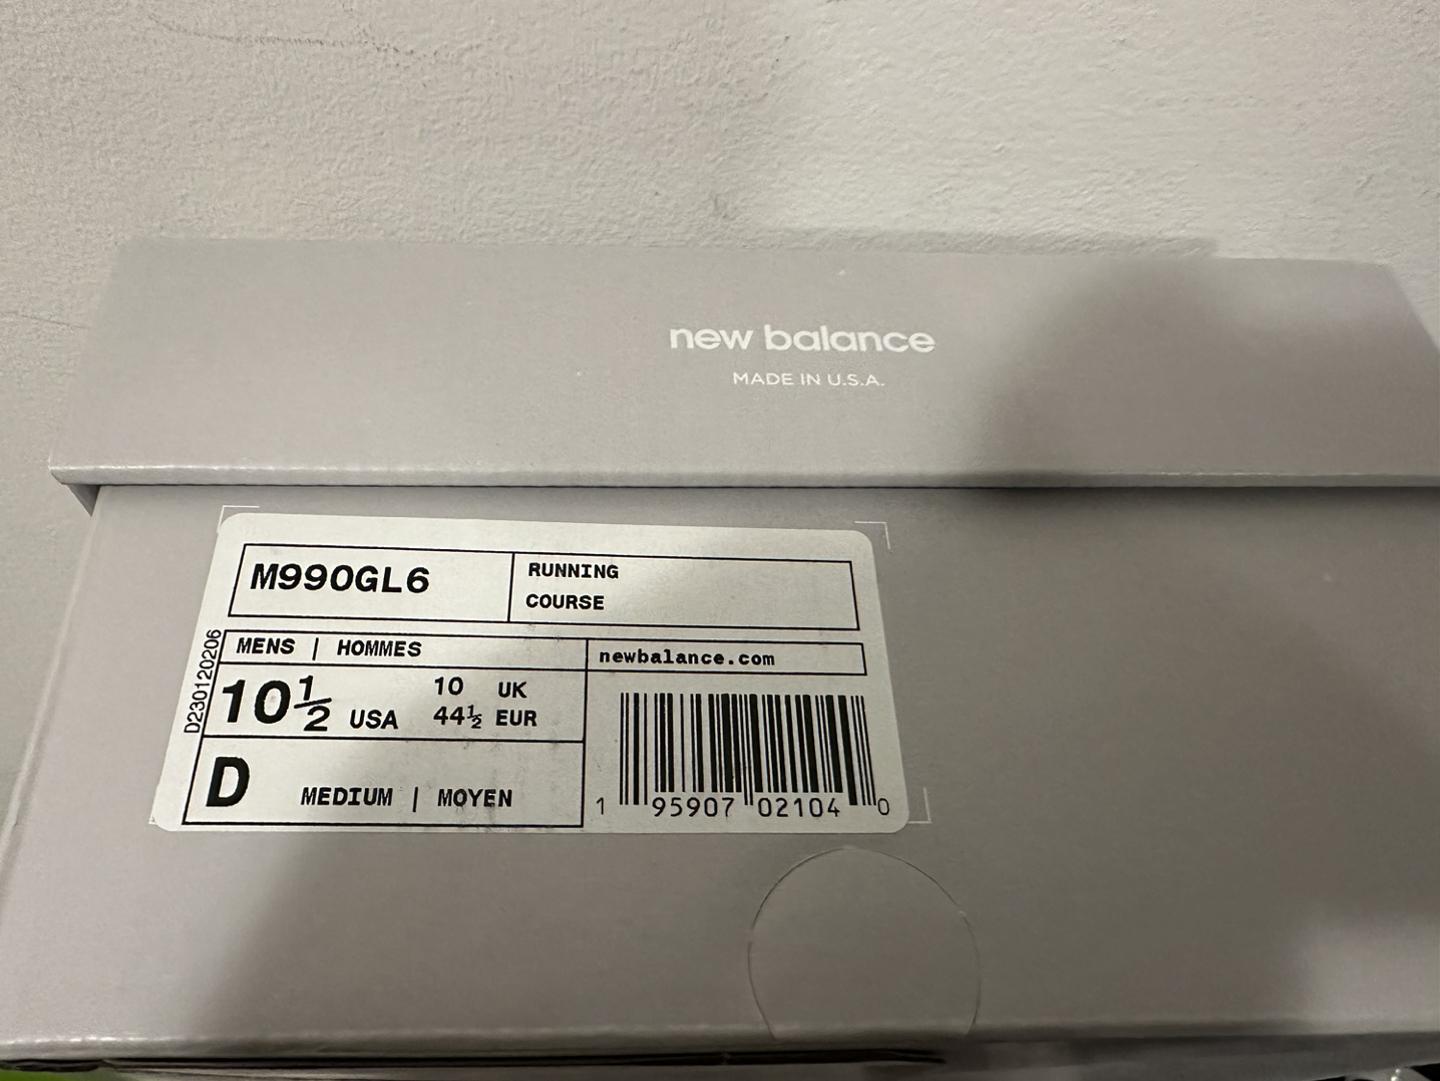 new balance
MADE IN U.S.A.
M990GL6
RUNNING
COURSE
D230120206
MENS | HOMMES
newbalance.com
10½ USA
10 UK
44½ EUR
D MEDIUM | MOYEN
1 95907 02104 0